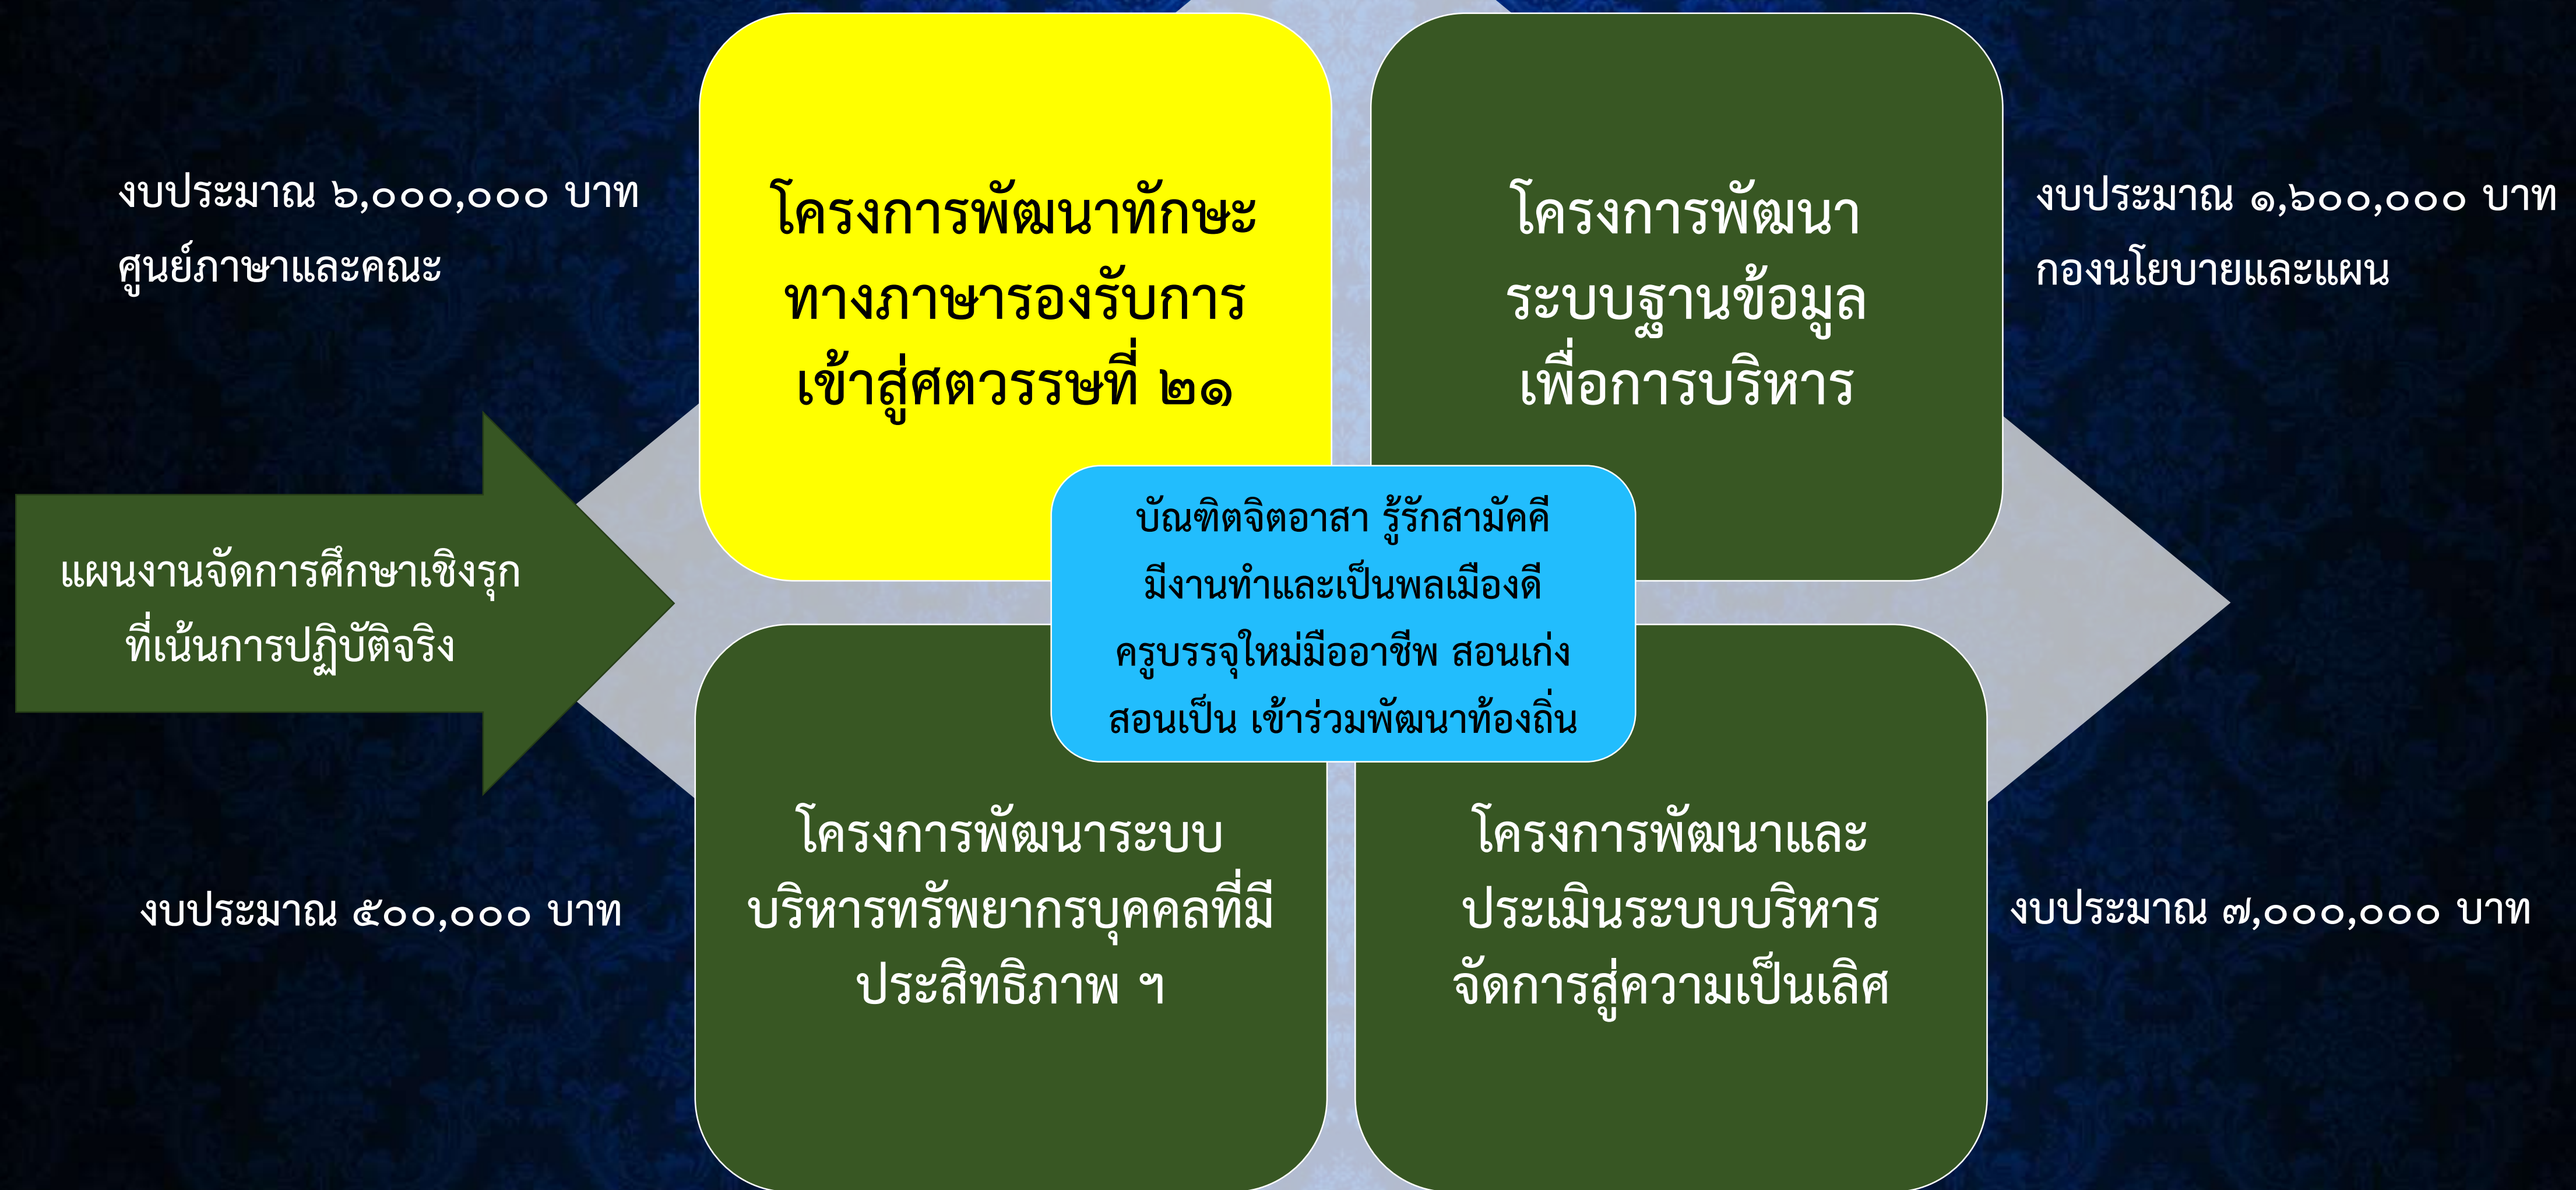 งบประมาณ ๖,๐๐๐,๐๐๐ บาท
ศูนย์ภาษาและคณะ
โครงการพัฒนาทักษะ
ทางภาษารองรับการ
เข้าสู่ศตวรรษที่ ๒๑
โครงการพัฒนา
ระบบฐานข้อมูล
เพื่อการบริหาร
งบประมาณ ๑,๖๐๐,๐๐๐ บาท
กองนโยบายและแผน
แผนงานจัดการศึกษาเชิงรุก
ที่เน้นการปฏิบัติจริง
บัณฑิตจิตอาสา รู้รักสามัคคี
มีงานทำและเป็นพลเมืองดี
ครูบรรจุใหม่มืออาชีพ สอนเก่ง
สอนเป็น เข้าร่วมพัฒนาท้องถิ่น
งบประมาณ ๕๐๐,๐๐๐ บาท
โครงการพัฒนาระบบ
บริหารทรัพยากรบุคคลที่มี
ประสิทธิภาพ ฯ
โครงการพัฒนาและ
ประเมินระบบบริหาร
จัดการสู่ความเป็นเลิศ
งบประมาณ ๗,๐๐๐,๐๐๐ บาท